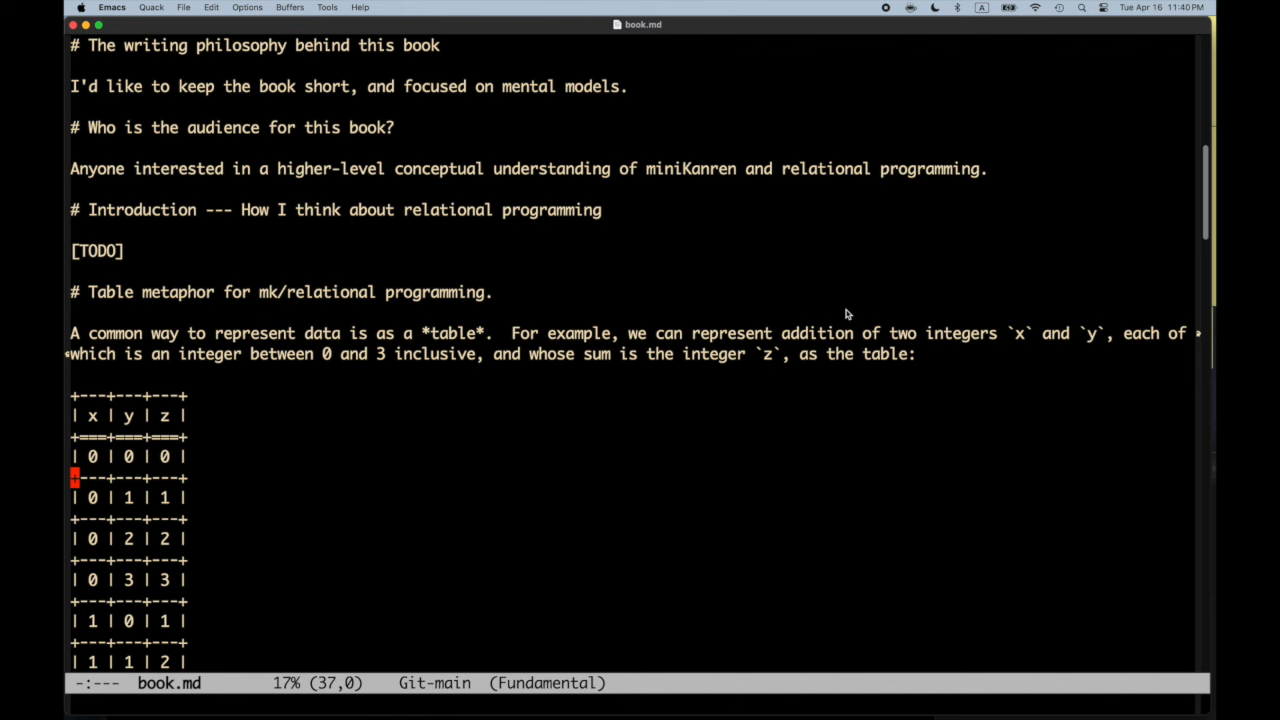 Emacs Quack File Edit Options Buffers Tools Help A Tue Apr 16 11:40 PM
book.md
# The writing philosophy behind this book
I'd like to keep the book short, and focused on mental models.
# Who is the audience for this book?
Anyone interested in a higher-level conceptual understanding of miniKanren and relational programming.
# Introduction --- How I think about relational programming
[TODO]
# Table metaphor for mk/relational programming.
A common way to represent data is as a *table*.  For example, we can represent addition of two integers `x` and `y`, each of
which is an integer between 0 and 3 inclusive, and whose sum is the integer `z`, as the table:
+---+---+---+
| x | y | z |
+===+===+===+
| 0 | 0 | 0 |
+---+---+---+
| 0 | 1 | 1 |
+---+---+---+
| 0 | 2 | 2 |
+---+---+---+
| 0 | 3 | 3 |
+---+---+---+
| 1 | 0 | 1 |
+---+---+---+
| 1 | 1 | 2 |
-:--- book.md 17% (37,0) Git-main (Fundamental)